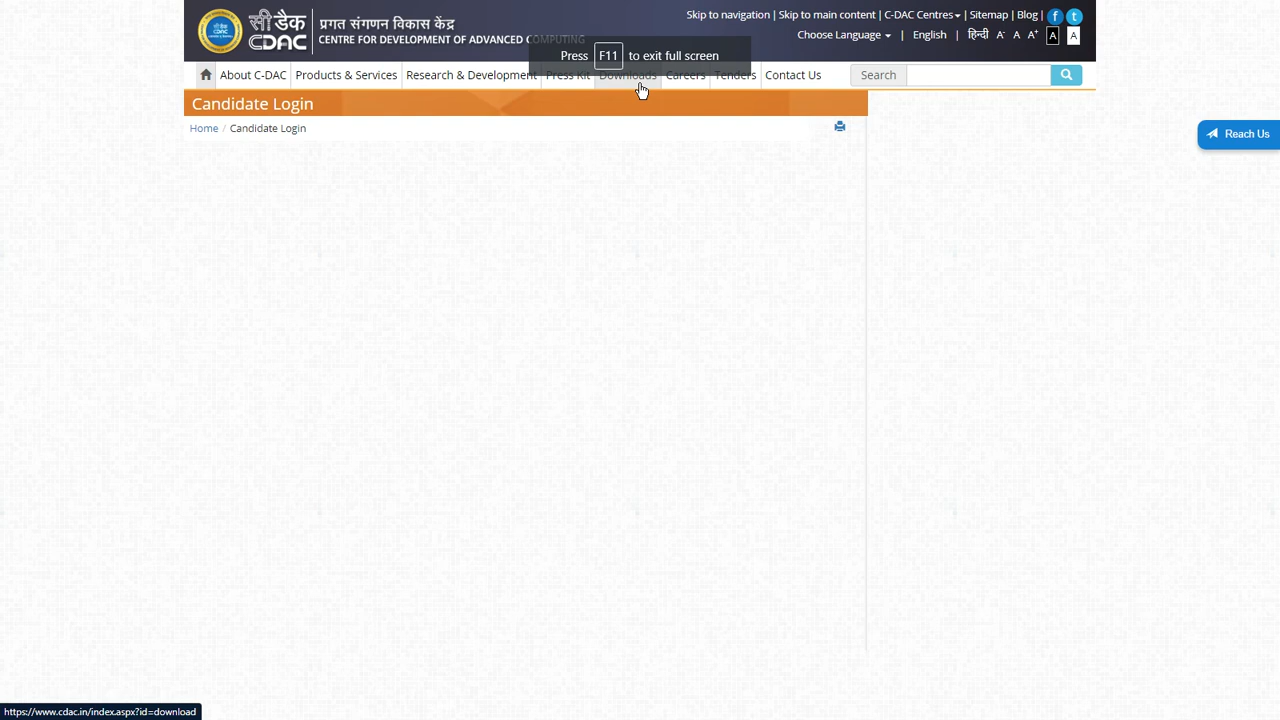 सी डैक
CDAC
प्रगत संगणन विकास केंद्र
CENTRE FOR DEVELOPMENT OF ADVANCED COMPUTING
Skip to navigation | Skip to main content | C-DAC Centres | Sitemap | Blog | f t
Choose Language | English | हिन्दी A- A A+ A A
Press F11 to exit full screen
About C-DAC Products & Services Research & Development Press Kit Downloads Careers Tenders Contact Us Search
Candidate Login
Home / Candidate Login
Reach Us
https://www.cdac.in/index.aspx?id=download